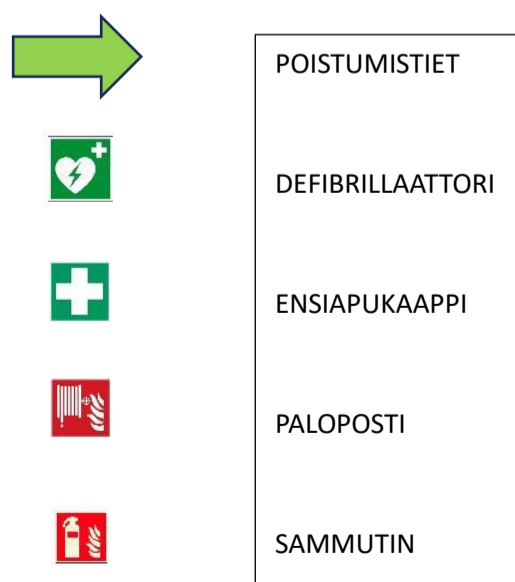 POISTUMISTIET
DEFIBRILLAATTORI
ENSIAPUKAAPPI
PALOPOSTI
SAMMUTIN